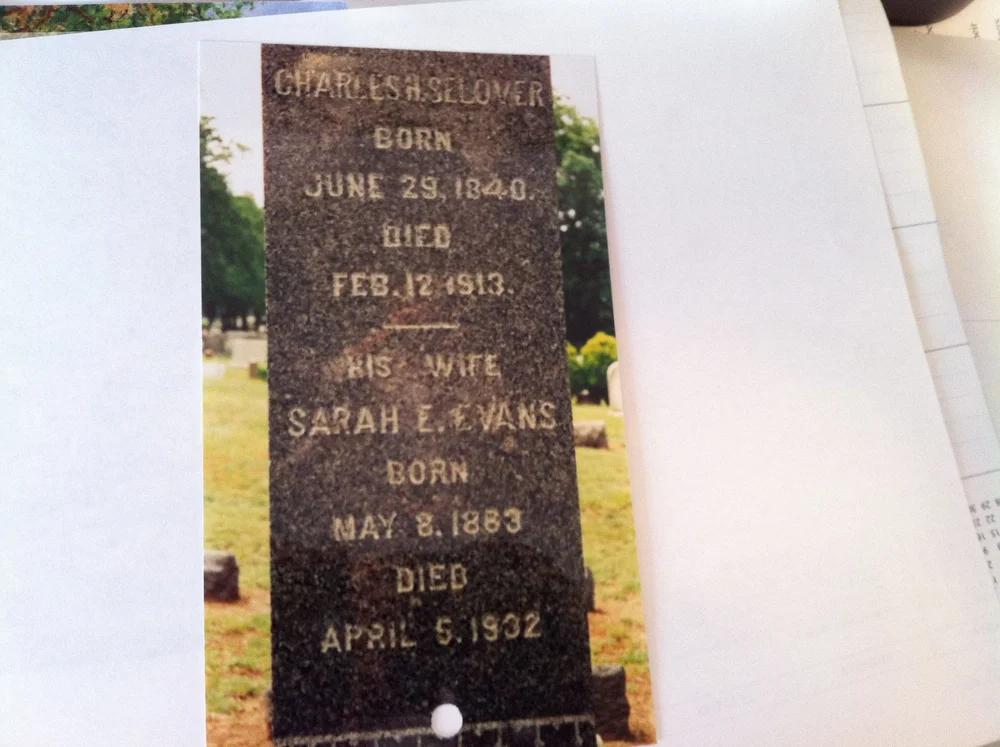 CHARLES H. SELOVER
BORN
JUNE 29, 1840.
DIED
FEB. 12 1913.
HIS WIFE
SARAH E. EVANS
BORN
MAY 8. 1863
DIED
APRIL 5. 1932